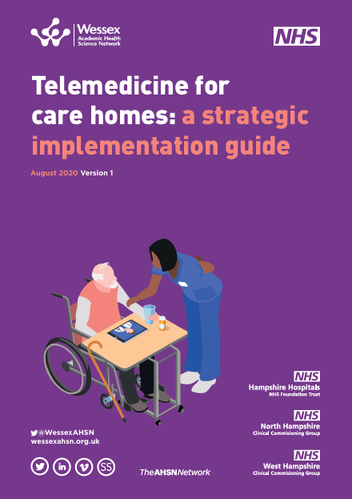 Wessex
Academic Health
Science Network
NHS
Telemedicine for
care homes: a strategic
implementation guide
August 2020 Version 1
NHS
Hampshire Hospitals
NHS Foundation Trust
NHS
North Hampshire
Clinical Commissioning Group
NHS
West Hampshire
Clinical Commissioning Group
@WessexAHSN
wessexahsn.org.uk
in
SS
TheAHSNNetwork